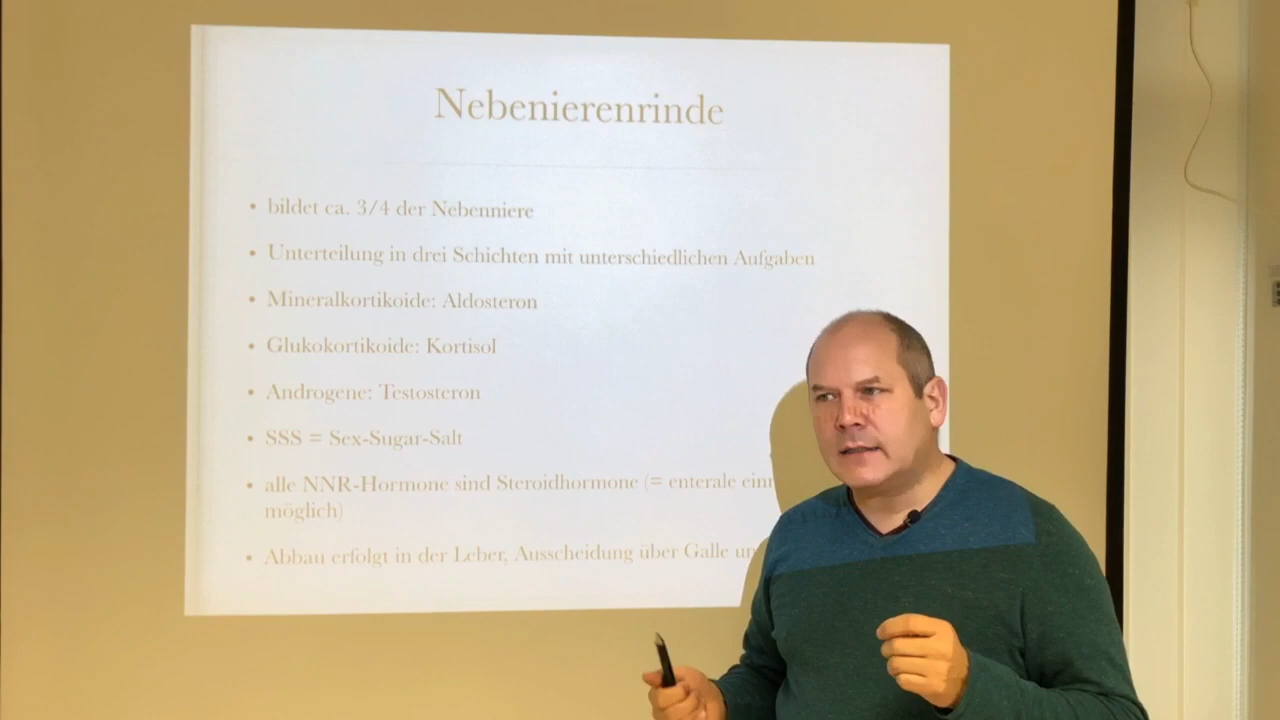 Nebenierenrinde
• bildet ca. 3/4 der Nebenniere
• Unterteilung in drei Schichten mit unterschiedlichen Aufgaben
• Mineralkortikoide: Aldosteron
• Glukokortikoide: Kortisol
• Androgene: Testosteron
• SSS = Sex-Sugar-Salt
• alle NNR-Hormone sind Steroidhormone (= enterale
möglich)
• Abbau erfolgt in der Leber, Ausscheidung über Galle